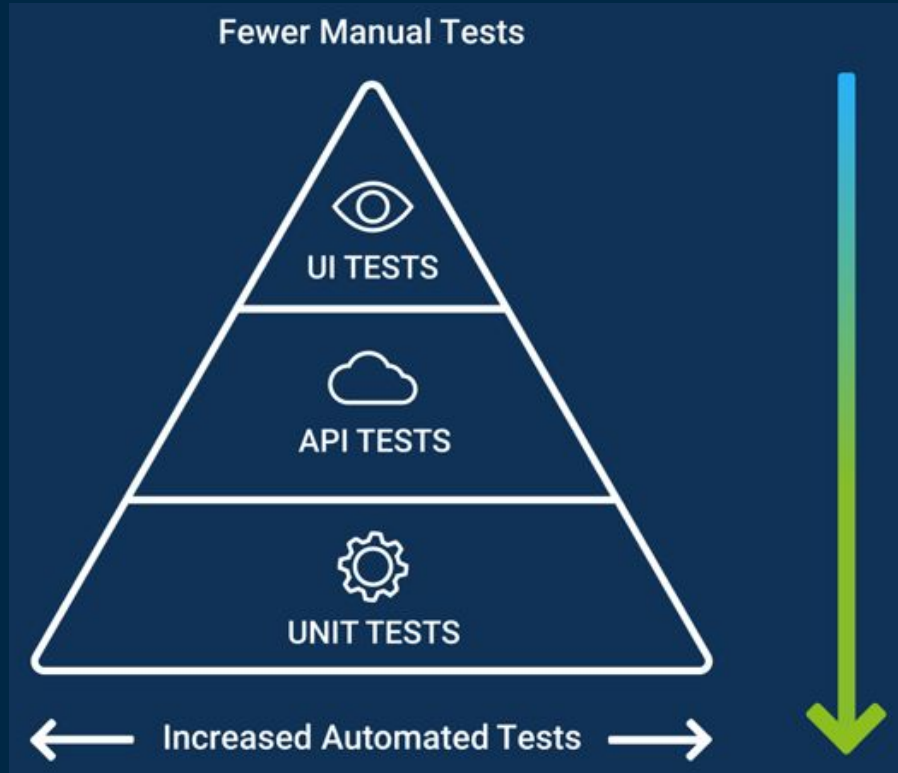 Fewer Manual Tests
UI TESTS
API TESTS
UNIT TESTS
Increased Automated Tests